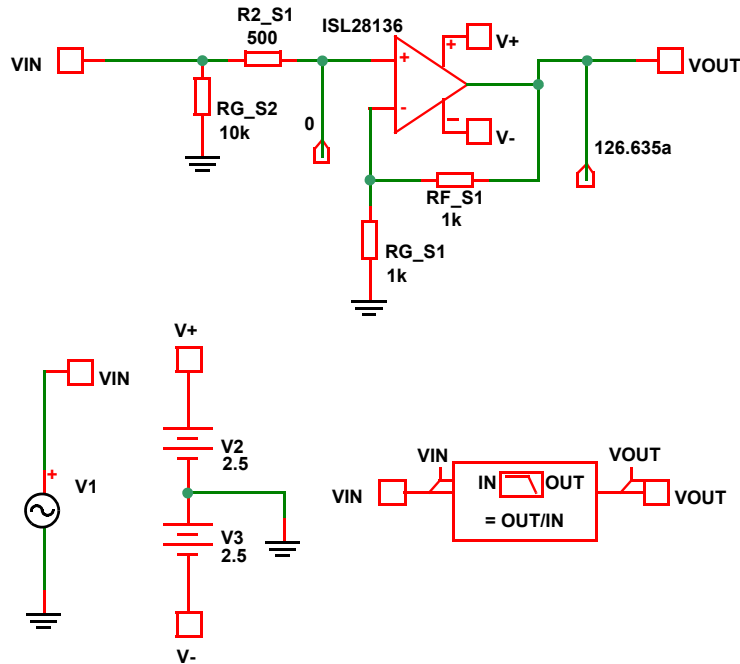 R2_S1
500
ISL28136
VIN
+
+
V+
VOUT
RG_S2
10k
0
-
−
V-
126.635a
RF_S1
1k
RG_S1
1k
V+
VIN
+
V1
V2
2.5
V3
2.5
V-
VIN
VOUT
VIN
IN
OUT
VOUT
= OUT/IN